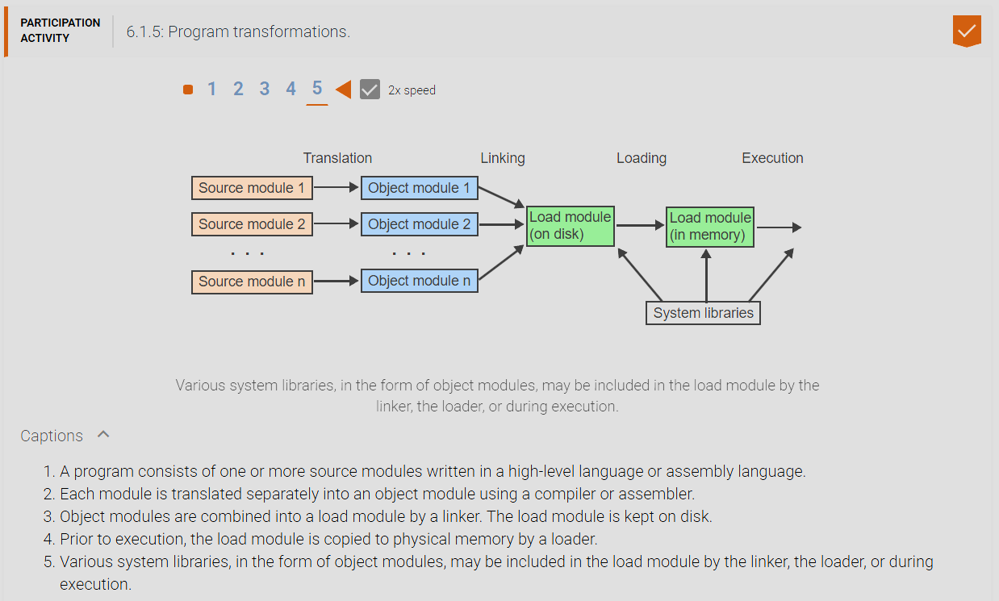 PARTICIPATION
ACTIVITY
6.1.5: Program transformations.
1 2 3 4 5 2x speed
Translation Linking Loading Execution
Source module 1 Object module 1
Source module 2 Object module 2
Load module
(on disk)
Load module
(in memory)
. . . . . .
Source module n Object module n
System libraries
Various system libraries, in the form of object modules, may be included in the load module by the
linker, the loader, or during execution.
Captions
1. A program consists of one or more source modules written in a high-level language or assembly language.
2. Each module is translated separately into an object module using a compiler or assembler.
3. Object modules are combined into a load module by a linker. The load module is kept on disk.
4. Prior to execution, the load module is copied to physical memory by a loader.
5. Various system libraries, in the form of object modules, may be included in the load module by the linker, the loader, or during
execution.